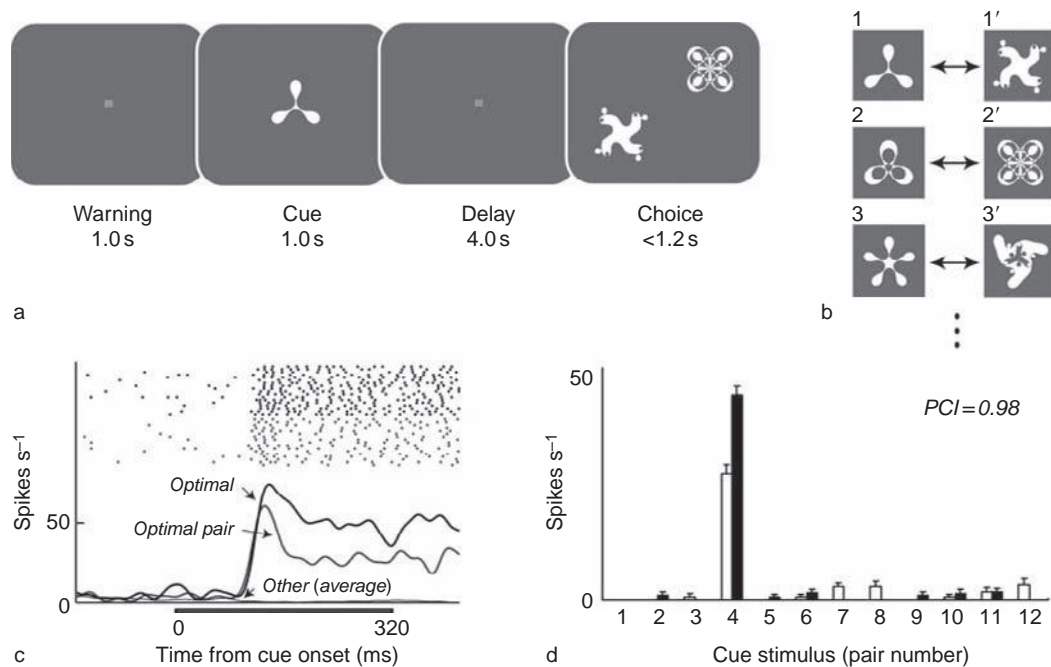 Warning
1.0 s
Cue
1.0 s
Delay
4.0 s
Choice
<1.2 s
a
1 1′
2 2′
3 3′
b
Spikes s–1
50
0
Optimal
Optimal pair
Other (average)
0 320
Time from cue onset (ms)
c
Spikes s–1
50
0
PCI = 0.98
1 2 3 4 5 6 7 8 9 10 11 12
Cue stimulus (pair number)
d